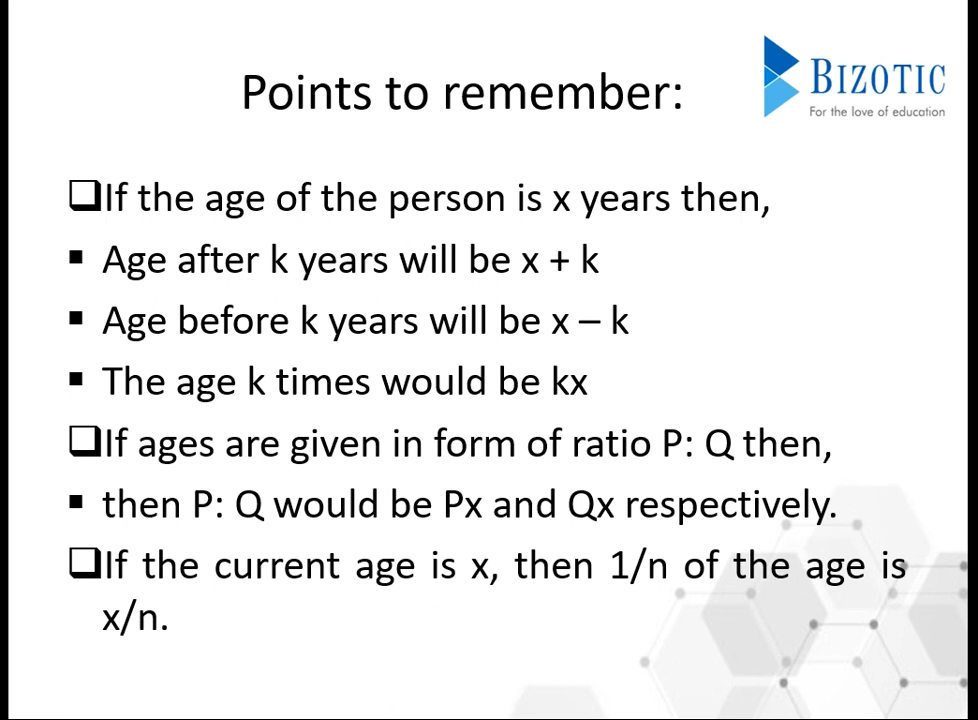 Points to remember:
BIZOTIC
For the love of education
❑If the age of the person is x years then,
▪ Age after k years will be x + k
▪ Age before k years will be x – k
▪ The age k times would be kx
❑If ages are given in form of ratio P: Q then,
▪ then P: Q would be Px and Qx respectively.
❑If the current age is x, then 1/n of the age is
x/n.